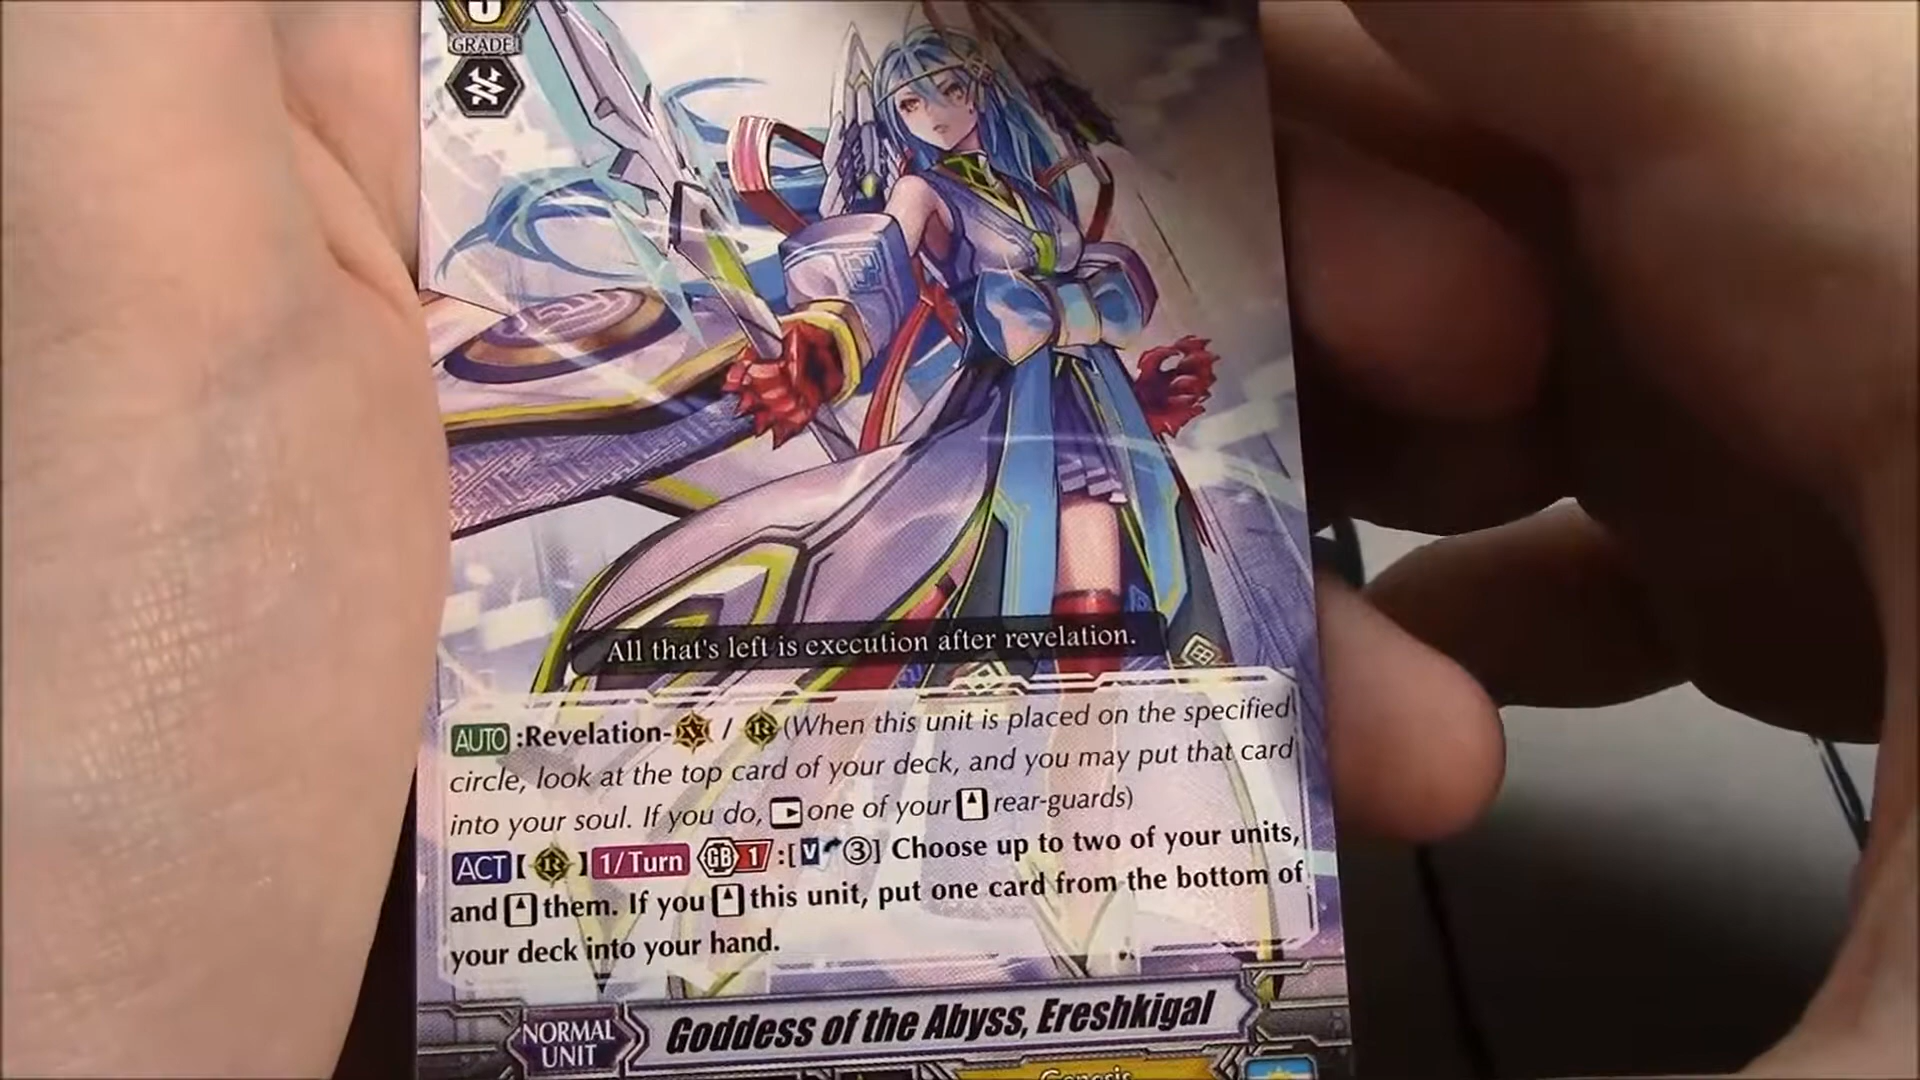 3
GRADE
All that's left is execution after revelation.
AUTO:Revelation-V / R(When this unit is placed on the specified
circle, look at the top card of your deck, and you may put that card
into your soul. If you do, one of your rear-guards)
ACT【R】1/Turn GB 1:[V③] Choose up to two of your units,
and them. If you this unit, put one card from the bottom of
your deck into your hand.
NORMAL
UNIT
Goddess of the Abyss, Ereshkigal
Genesis